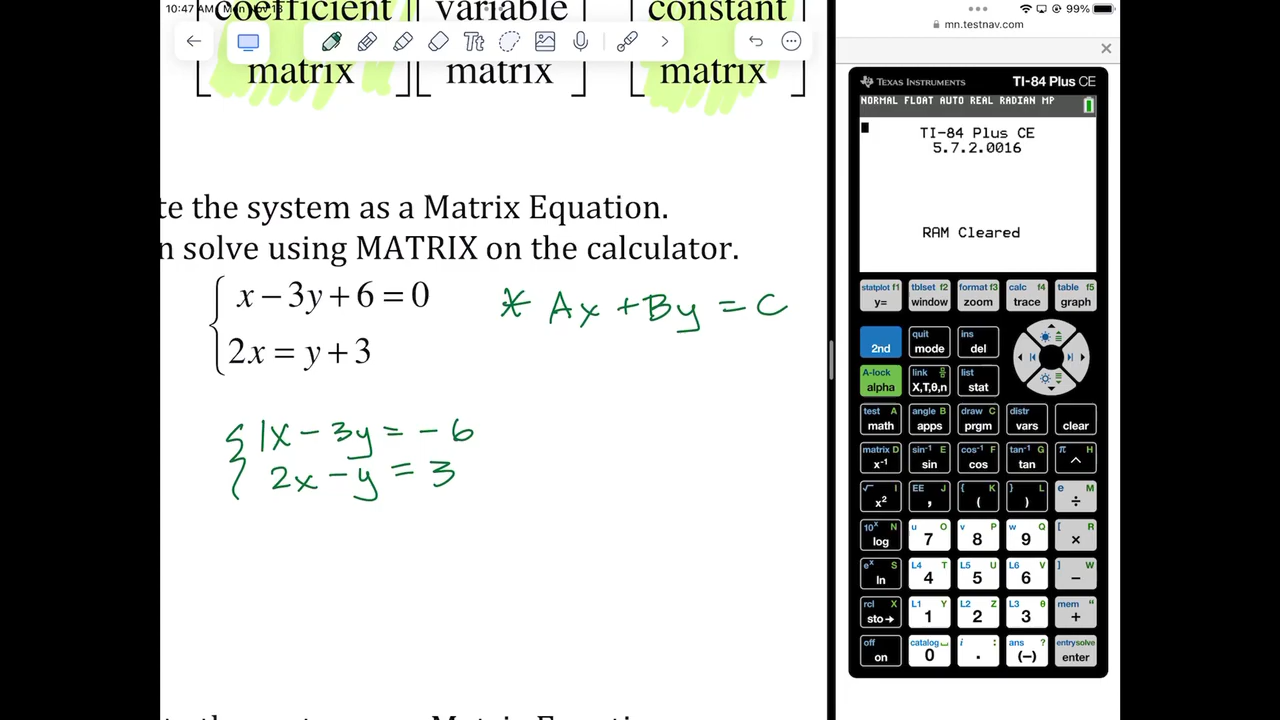 10:47 AM Mon Nov 13
99%
mn.testnav.com
coefficient variable constant
matrix matrix matrix
te the system as a Matrix Equation.
n solve using MATRIX on the calculator.
x − 3y + 6 = 0
2x = y + 3
* Ax + By = C
1x − 3y = −6
2x − y = 3
Tt
TEXAS INSTRUMENTS TI-84 Plus CE
NORMAL FLOAT AUTO REAL RADIAN MP
TI-84 Plus CE
5.7.2.0016
RAM Cleared
statplot f1 tblset f2 format f3 calc f4 table f5
y= window zoom trace graph
quit ins
2nd mode del
A-lock link list
alpha X,T,θ,n stat
test A angle B draw C distr
math apps prgm vars clear
matrix D sin⁻¹ E cos⁻¹ F tan⁻¹ G π H
x⁻¹ sin cos tan ^
√ I EE J { K } L e M
x² , ( ) ÷
10ˣ N u O v P w Q [ R
log 7 8 9 ×
eˣ S L4 T L5 U L6 V ] W
ln 4 5 6 −
rcl X L1 Y L2 Z L3 θ mem "
sto→ 1 2 3 +
off catalog i : ans ? entry solve
on 0 . (−) enter